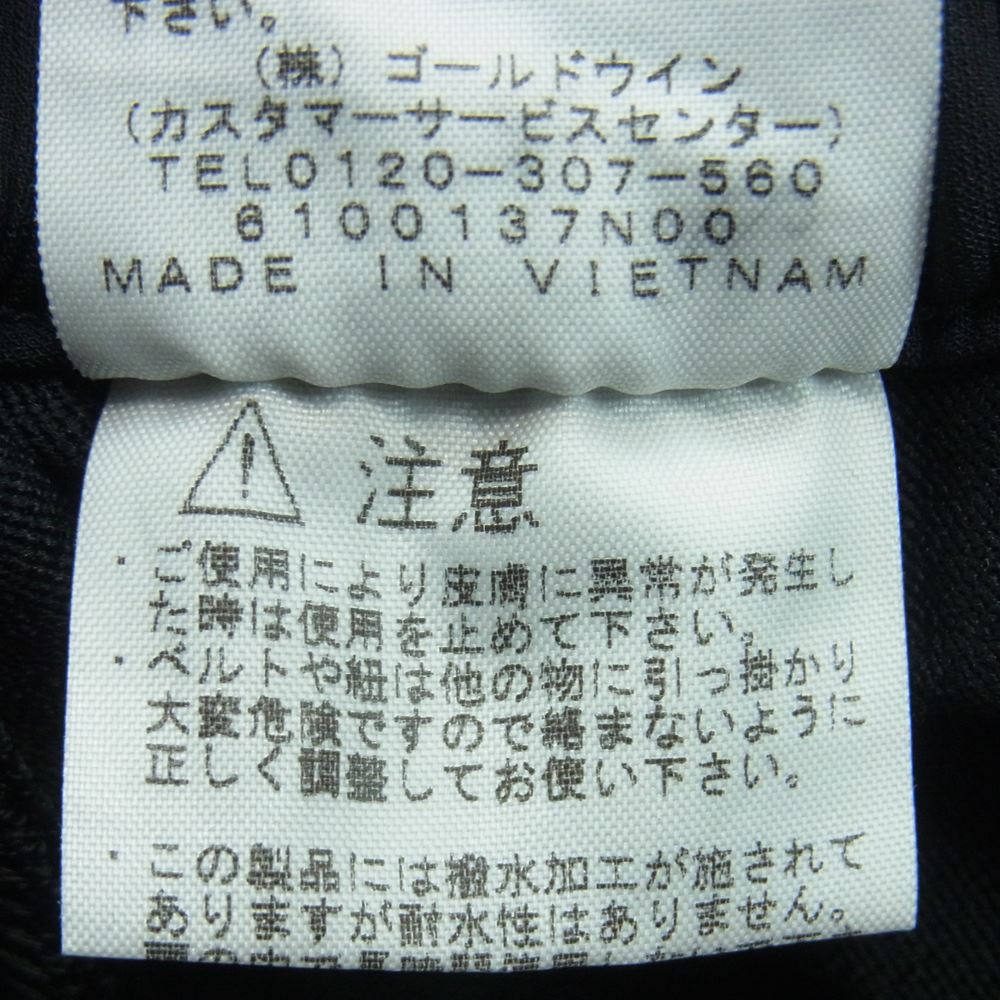 下さい。
(株) ゴールドウイン
(カスタマーサービスセンター)
TEL0120-307-560
6100137N00
MADE IN VIETNAM
注意
・ご使用により皮膚に異常が発生し
た時は使用を止めて下さい。
・ベルトや紐は他の物に引っ掛かり
大変危険ですので絡まないように
正しく調整してお使い下さい。
・この製品には撥水加工が施されて
ありますが耐水性はありません。